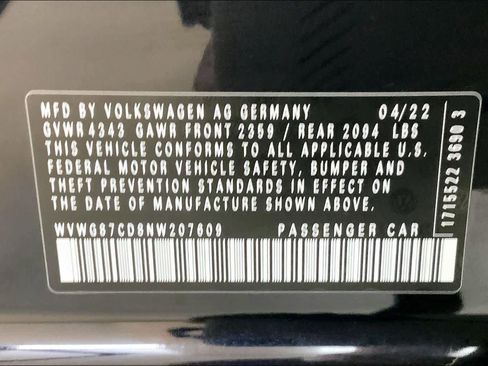 MFD BY VOLKSWAGEN AG GERMANY 04/22
GVWR 4343 GAWR FRONT 2359 / REAR 2094 LBS
THIS VEHICLE CONFORMS TO ALL APPLICABLE U.S.
FEDERAL MOTOR VEHICLE SAFETY, BUMPER AND
THEFT PREVENTION STANDARDS IN EFFECT ON
THE DATE OF MANUFACTURE SHOWN ABOVE.
WVWG87CD8NW207609 PASSENGER CAR
1715522 3690 3